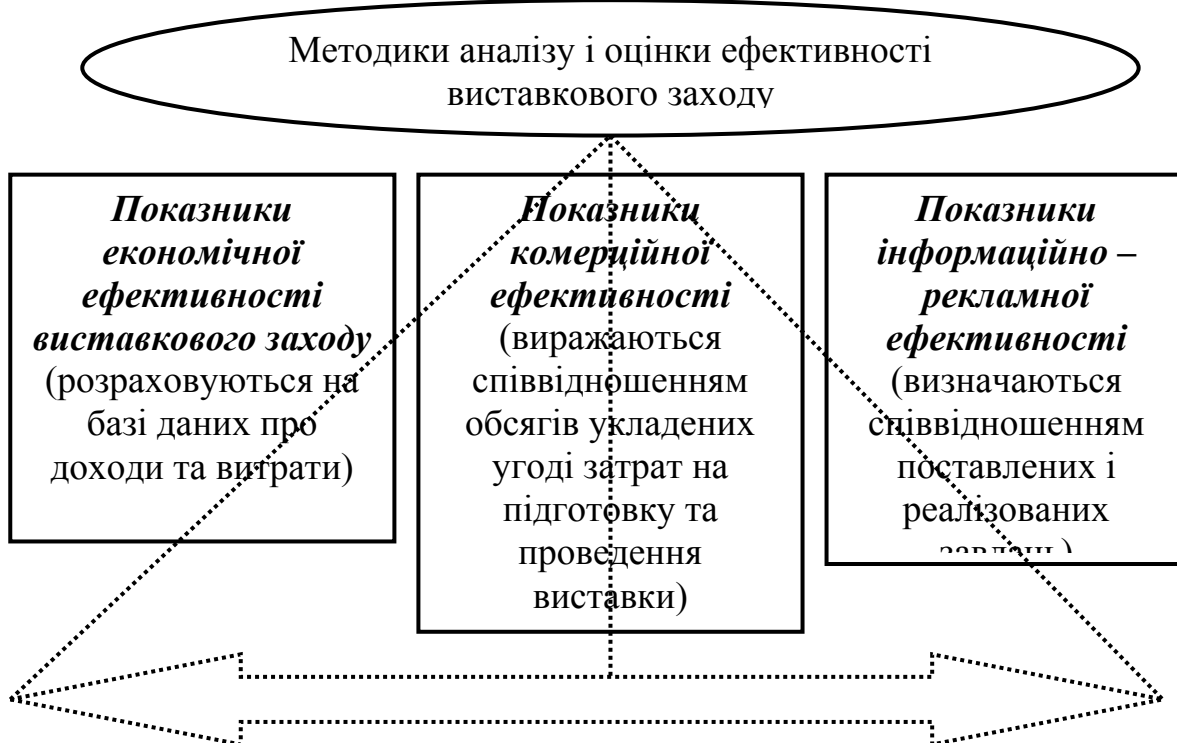 Методики аналізу і оцінки ефективності
виставкового заходу
Показники
економічної
ефективності
виставкового заходу
(розраховуються на
базі даних про
доходи та витрати)
Показники
комерційної
ефективності
(виражаються
співвідношенням
обсягів укладених
угоді затрат на
підготовку та
проведення
виставки)
Показники
інформаційно –
рекламної
ефективності
(визначаються
співвідношенням
поставлених і
реалізованих
завдань)